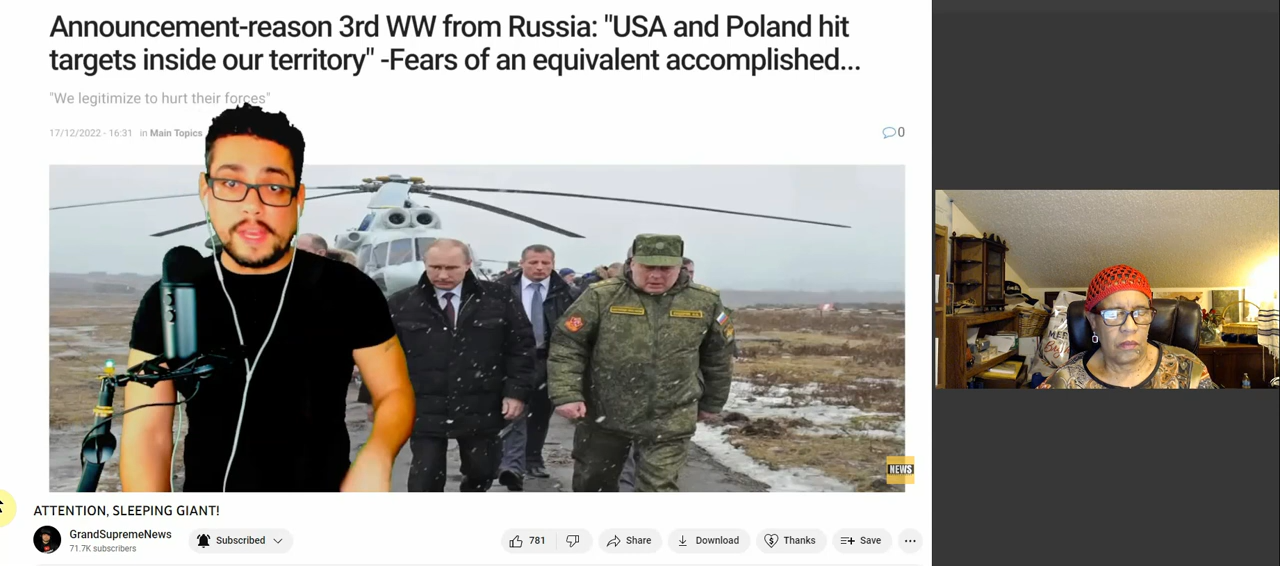 Announcement-reason 3rd WW from Russia: "USA and Poland hit
targets inside our territory" -Fears of an equivalent accomplished...
"We legitimize to hurt their forces"
17/12/2022 - 16:31 in Main Topics
0
NEWS
ATTENTION, SLEEPING GIANT!
GrandSupremeNews
71.7K subscribers
Subscribed
781
Share
Download
Thanks
Save